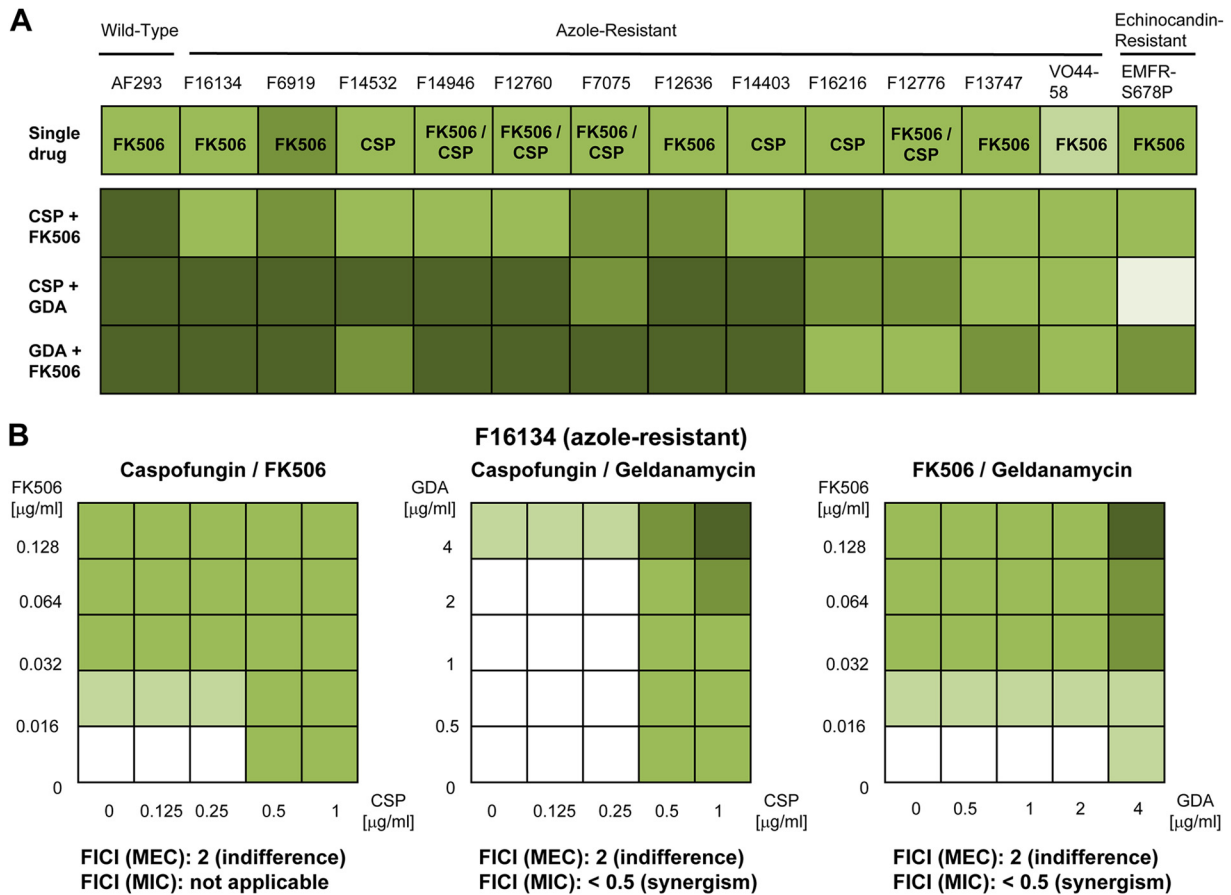 A
Wild-Type
Azole-Resistant
Echinocandin-
Resistant
AF293 F16134 F6919 F14532 F14946 F12760 F7075 F12636 F14403 F16216 F12776 F13747 VO44-58 EMFR-S678P
Single drug
FK506 FK506 FK506 CSP FK506 / CSP FK506 / CSP FK506 / CSP FK506 CSP CSP FK506 / CSP FK506 FK506 FK506
CSP +
FK506
CSP +
GDA
GDA +
FK506
B
F16134 (azole-resistant)
Caspofungin / FK506
FK506
[µg/ml]
0.128
0.064
0.032
0.016
0
0 0.125 0.25 0.5 1
CSP
[µg/ml]
FICI (MEC): 2 (indifference)
FICI (MIC): not applicable
Caspofungin / Geldanamycin
GDA
[µg/ml]
4
2
1
0.5
0
0 0.125 0.25 0.5 1
CSP
[µg/ml]
FICI (MEC): 2 (indifference)
FICI (MIC): < 0.5 (synergism)
FK506 / Geldanamycin
FK506
[µg/ml]
0.128
0.064
0.032
0.016
0
0 0.5 1 2 4
GDA
[µg/ml]
FICI (MEC): 2 (indifference)
FICI (MIC): < 0.5 (synergism)